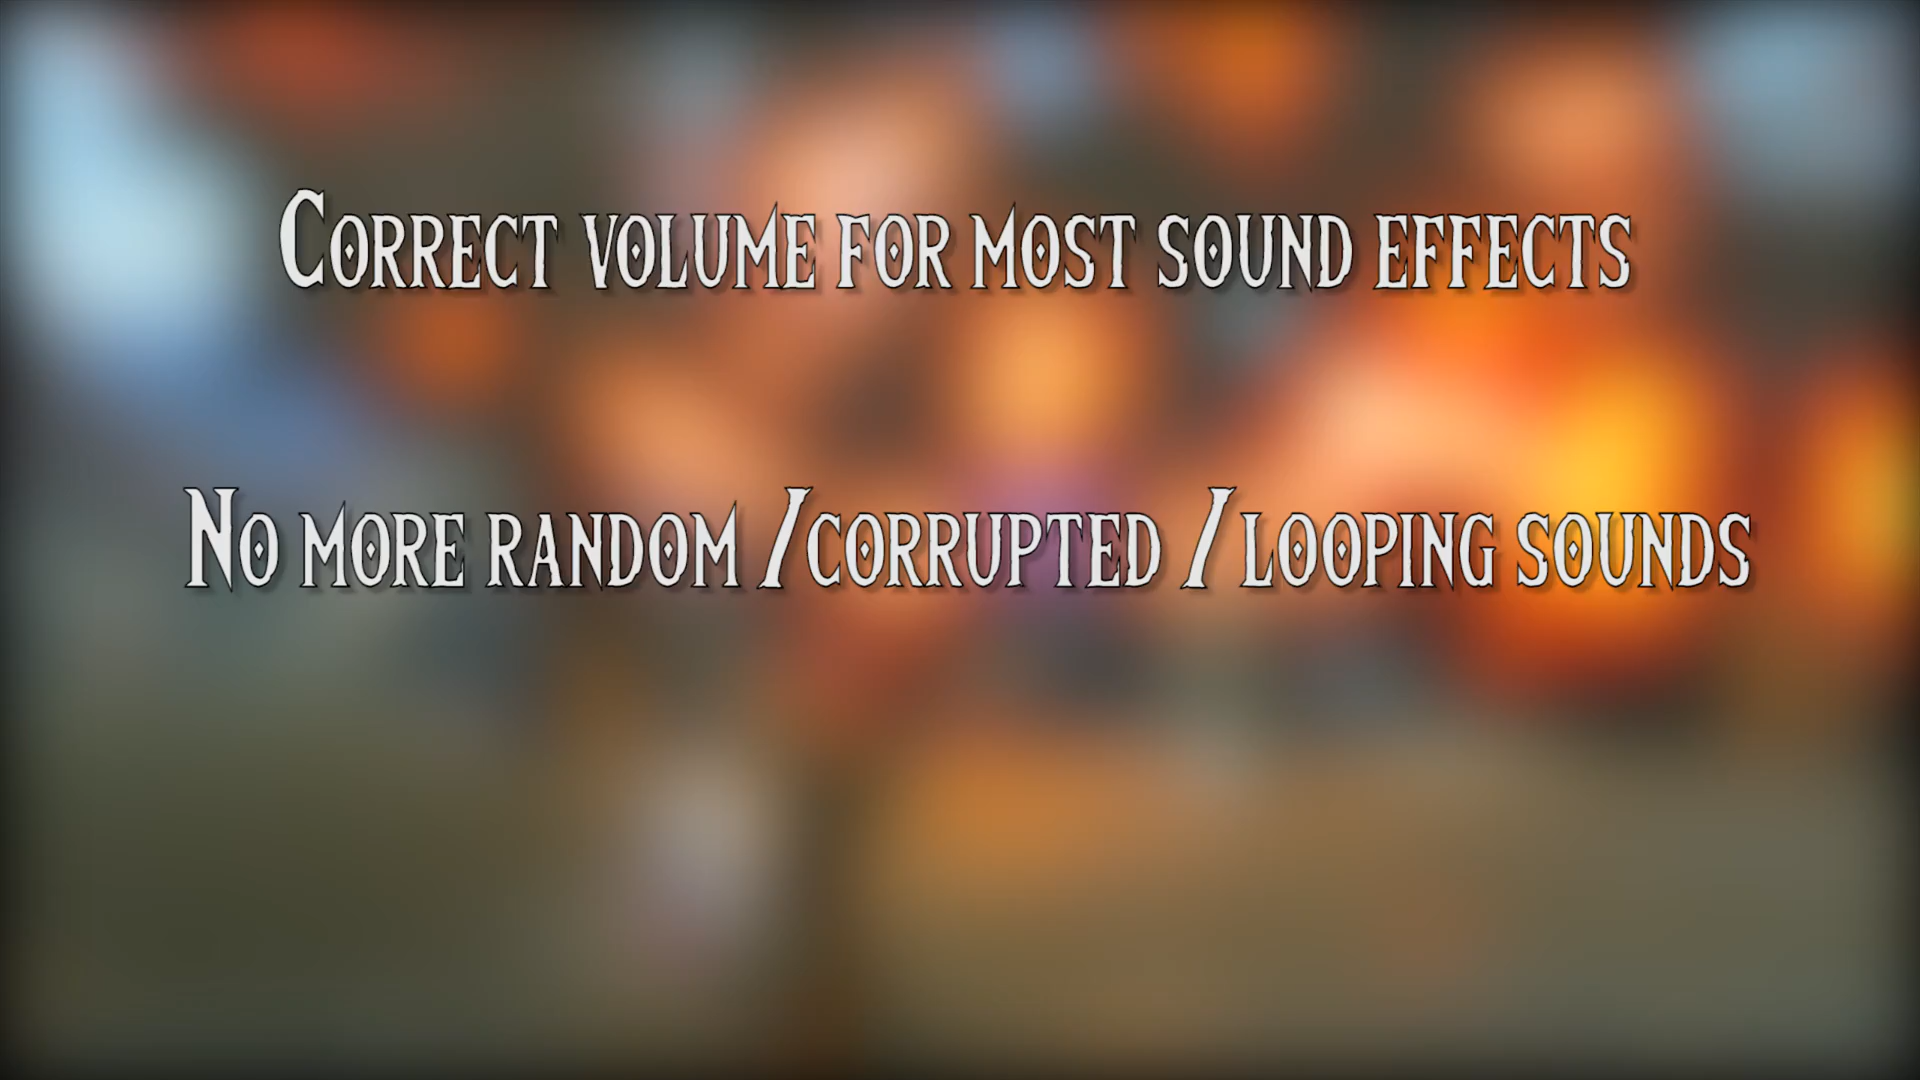 Correct volume for most sound effects
No more random /corrupted / looping sounds